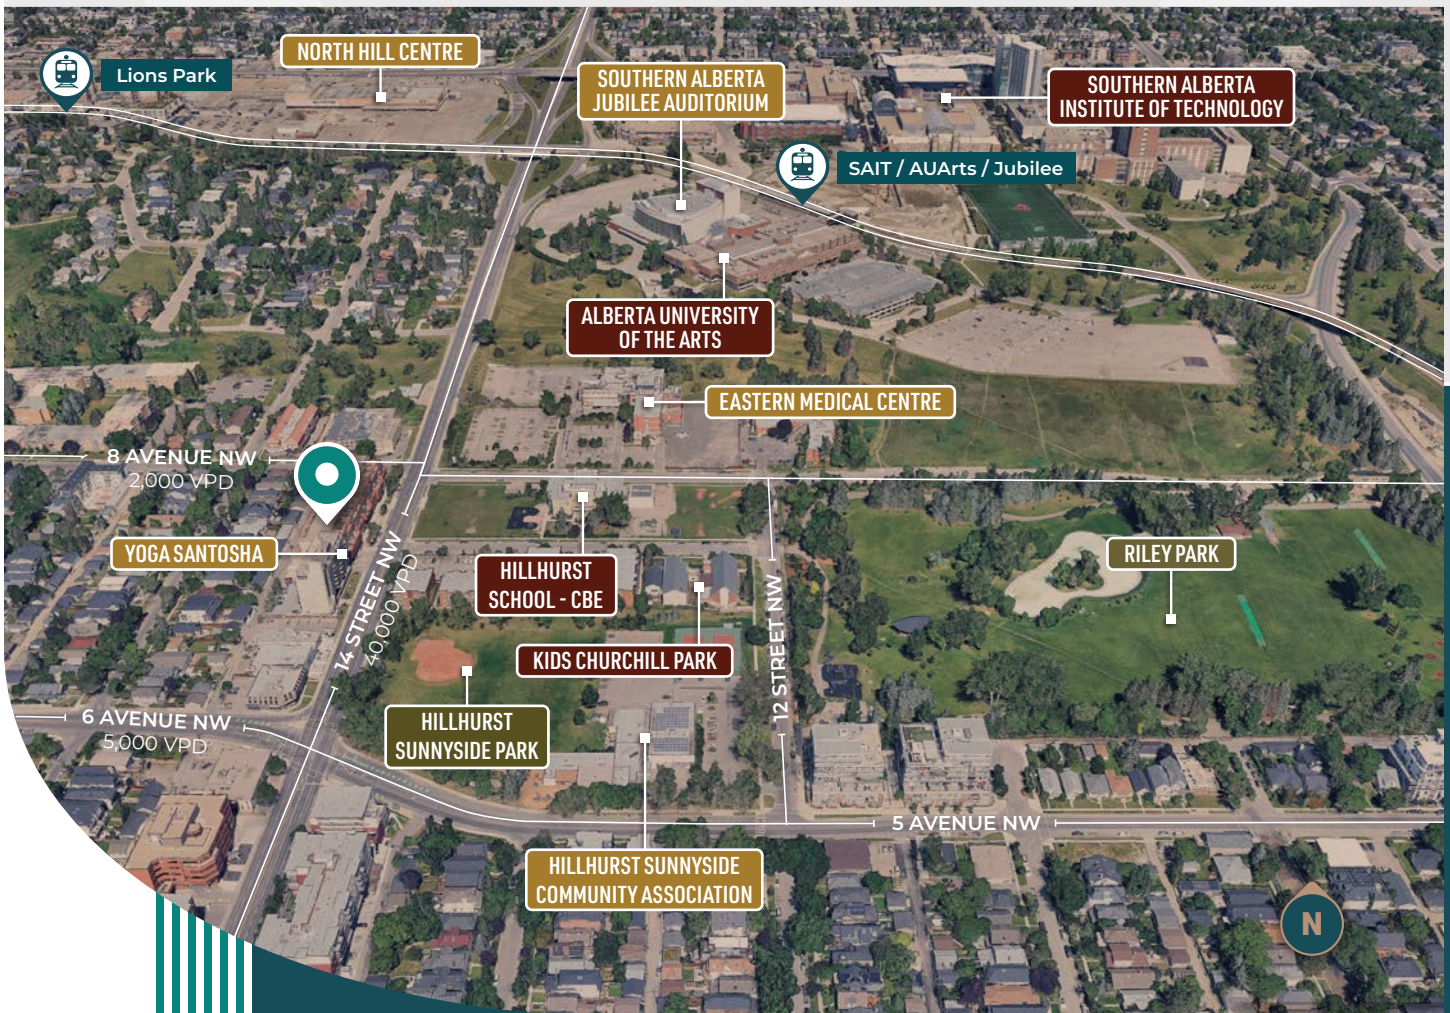 NORTH HILL CENTRE
Lions Park
SOUTHERN ALBERTA
JUBILEE AUDITORIUM
SOUTHERN ALBERTA
INSTITUTE OF TECHNOLOGY
SAIT / AUArts / Jubilee
ALBERTA UNIVERSITY
OF THE ARTS
EASTERN MEDICAL CENTRE
8 AVENUE NW
2,000 VPD
YOGA SANTOSHA
14 STREET NW
40,000 VPD
HILLHURST
SCHOOL - CBE
RILEY PARK
KIDS CHURCHILL PARK
12 STREET NW
HILLHURST
SUNNYSIDE PARK
6 AVENUE NW
5,000 VPD
5 AVENUE NW
HILLHURST SUNNYSIDE
COMMUNITY ASSOCIATION
N